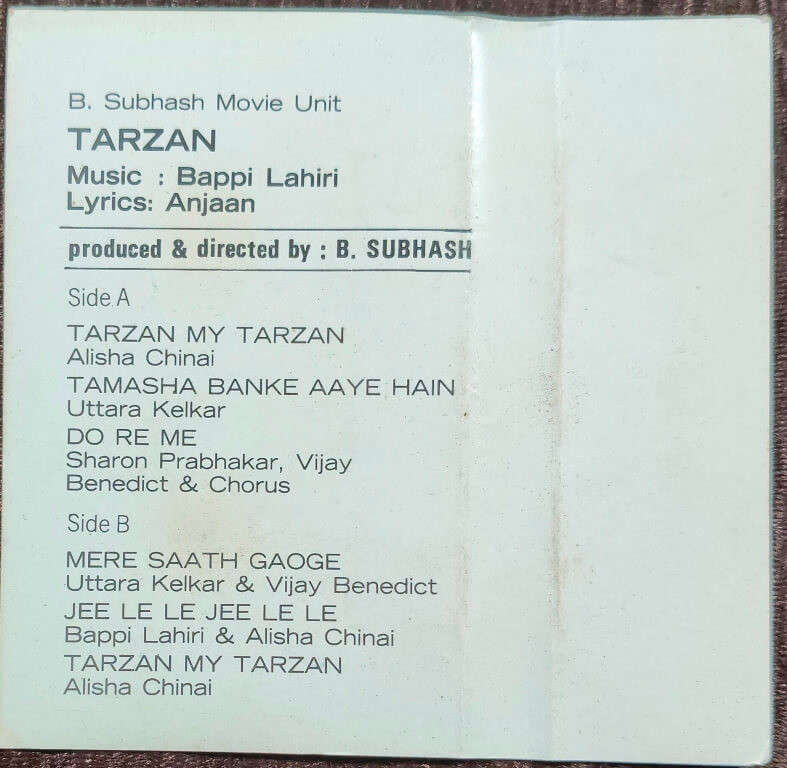 B. Subhash Movie Unit
TARZAN
Music : Bappi Lahiri
Lyrics: Anjaan
produced & directed by : B. SUBHASH
Side A
TARZAN MY TARZAN
Alisha Chinai
TAMASHA BANKE AAYE HAIN
Uttara Kelkar
DO RE ME
Sharon Prabhakar, Vijay
Benedict & Chorus
Side B
MERE SAATH GAOGE
Uttara Kelkar & Vijay Benedict
JEE LE LE JEE LE LE
Bappi Lahiri & Alisha Chinai
TARZAN MY TARZAN
Alisha Chinai